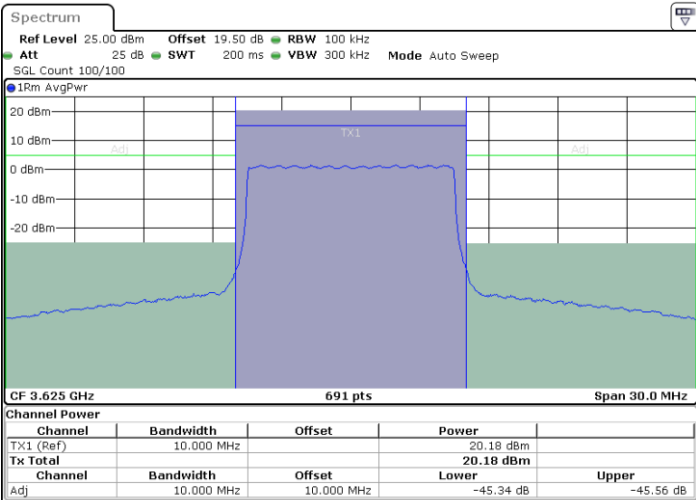 Spectrum
Ref Level 25.00 dBm Offset 19.50 dB RBW 100 kHz
Att 25 dB SWT 200 ms VBW 300 kHz Mode Auto Sweep
SGL Count 100/100
1Rm AvgPwr
20 dBm
TX1
10 dBm
Adj Adj
0 dBm
-10 dBm
-20 dBm
CF 3.625 GHz 691 pts Span 30.0 MHz
Channel Power
Channel Bandwidth Offset Power
TX1 (Ref) 10.000 MHz 20.18 dBm
Tx Total 20.18 dBm
Channel Bandwidth Offset Lower Upper
Adj 10.000 MHz 10.000 MHz -45.34 dB -45.56 dB